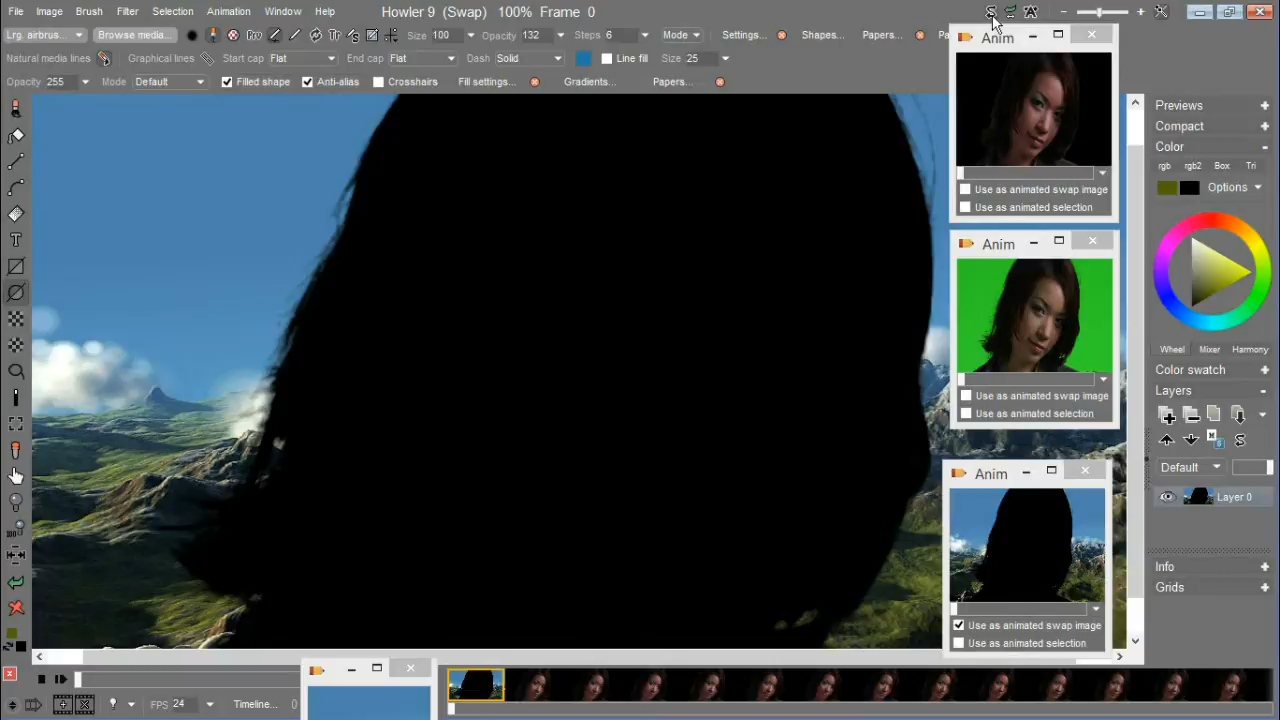 File Image Brush Filter Selection Animation Window Help Howler 9 (Swap) 100% Frame 0
Lrg. airbrus... Browse media... Pro Size 100 Opacity 132 Steps 6 Mode Settings... Shapes... Papers...
Natural media lines Graphical lines Start cap Flat End cap Flat Dash Solid Line fill Size 25
Opacity 255 Mode Default Filled shape Anti-alias Crosshairs Fill settings... Gradients... Papers...
Anim
Use as animated swap image
Use as animated selection
Anim
Use as animated swap image
Use as animated selection
Anim
Use as animated swap image
Use as animated selection
Previews
Compact
Color
rgb rgb2 Box Tri
Options
Wheel Mixer Harmony
Color swatch
Layers
Default
Layer 0
Info
Grids
FPS 24 Timeline... 0